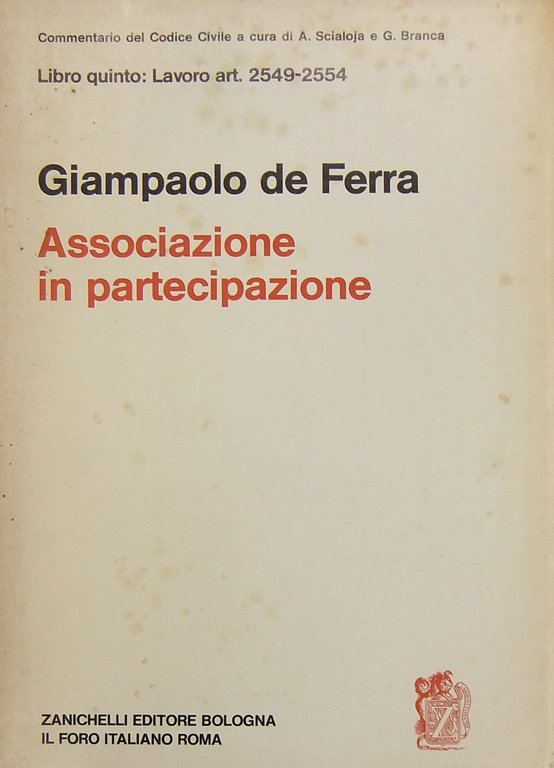 Commentario del Codice Civile a cura di A. Scialoja e G. Branca
Libro quinto: Lavoro art. 2549-2554
Giampaolo de Ferra
Associazione
in partecipazione
ZANICHELLI EDITORE BOLOGNA
IL FORO ITALIANO ROMA
Z